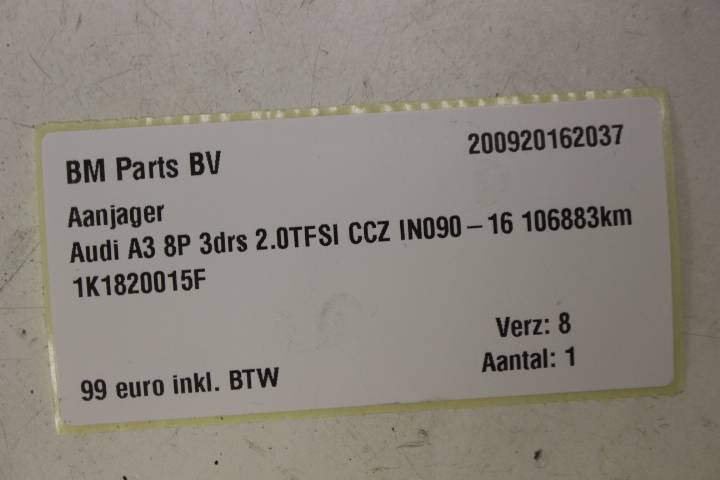 BM Parts BV
200920162037
Aanjager
Audi A3 8P 3drs 2.0TFSI CCZ IN090 – 16 106883km
1K1820015F
Verz: 8
99 euro inkl. BTW
Aantal: 1